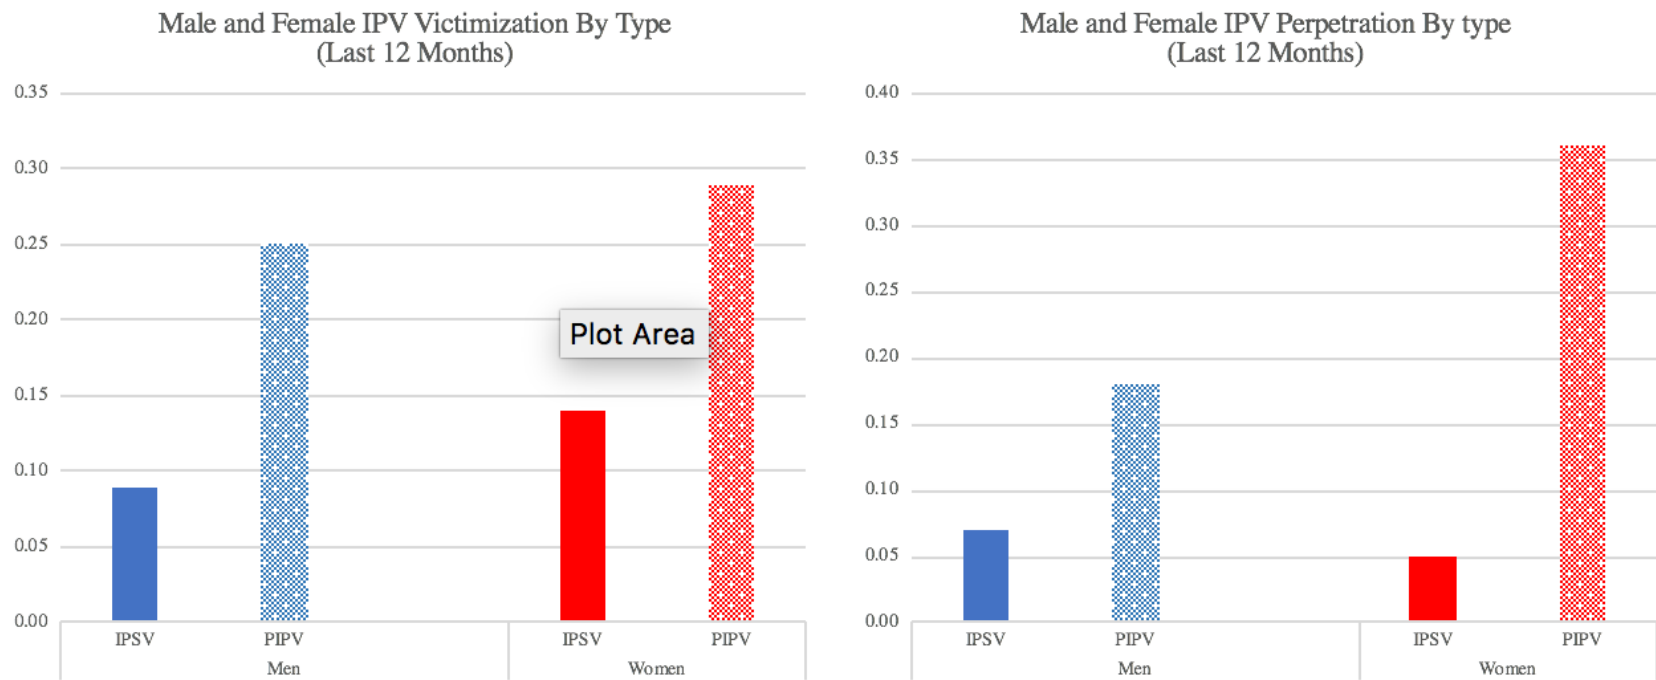 Male and Female IPV Victimization By Type
(Last 12 Months)
0.35
0.30
0.25
0.20
0.15
0.10
0.05
0.00
Plot Area
IPSV PIPV IPSV PIPV
Men Women
Male and Female IPV Perpetration By type
(Last 12 Months)
0.40
0.35
0.30
0.25
0.20
0.15
0.10
0.05
0.00
IPSV PIPV IPSV PIPV
Men Women